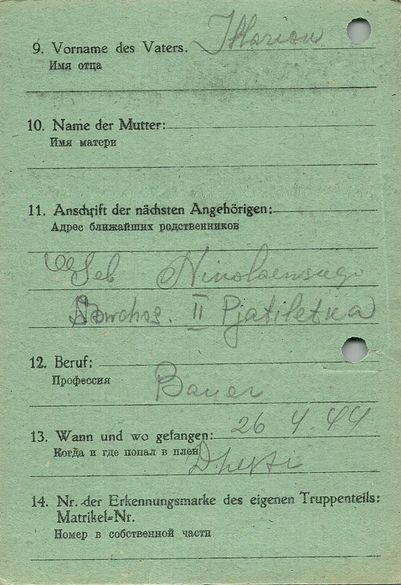 9. Vorname des Vaters. Illarion
Имя отца
10. Name der Mutter:
Имя матери
11. Anschrift der nächsten Angehörigen:
Адрес ближайших родственников
Geb
Sowchos. II Pjatiletka
12. Beruf:
Профессия Bauer
13. Wann und wo gefangen: 26 4 44
Когда и где попал в плен
14. Nr. der Erkennungsmarke des eigenen Truppenteils:
Matrikel=Nr.
Номер в собственной части